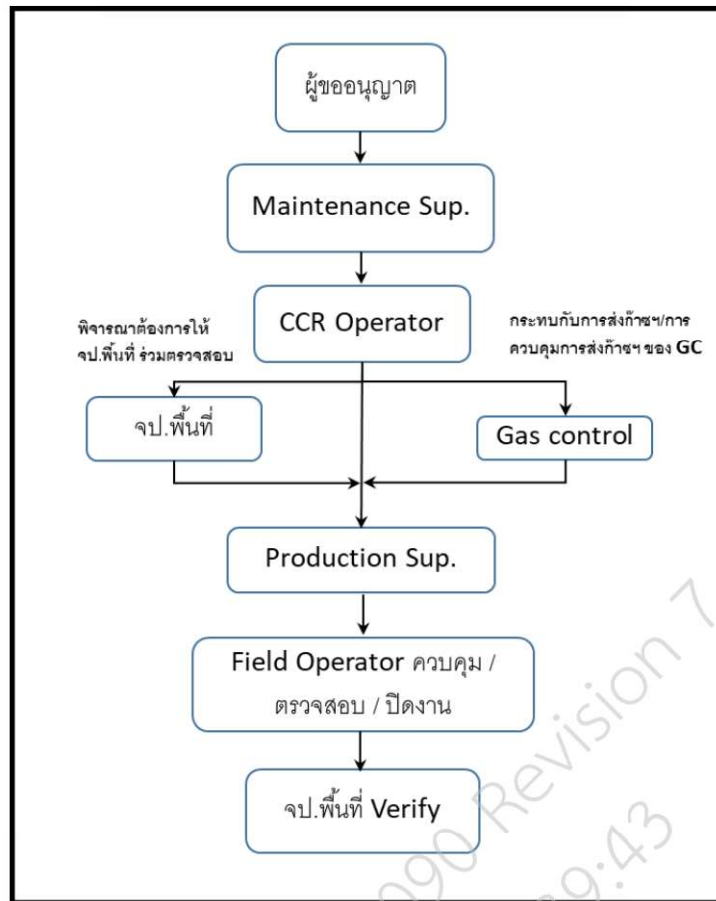 ผู้ขออนุญาต
Maintenance Sup.
CCR Operator
พิจารณาต้องการให้
จป.พื้นที่ ร่วมตรวจสอบ
กระทบกับการส่งก๊าซฯ/การ
ควบคุมการส่งก๊าซฯ ของ GC
จป.พื้นที่
Gas control
Production Sup.
Field Operator ควบคุม /
ตรวจสอบ / ปิดงาน
จป.พื้นที่ Verify
090 Revision 7
39:43